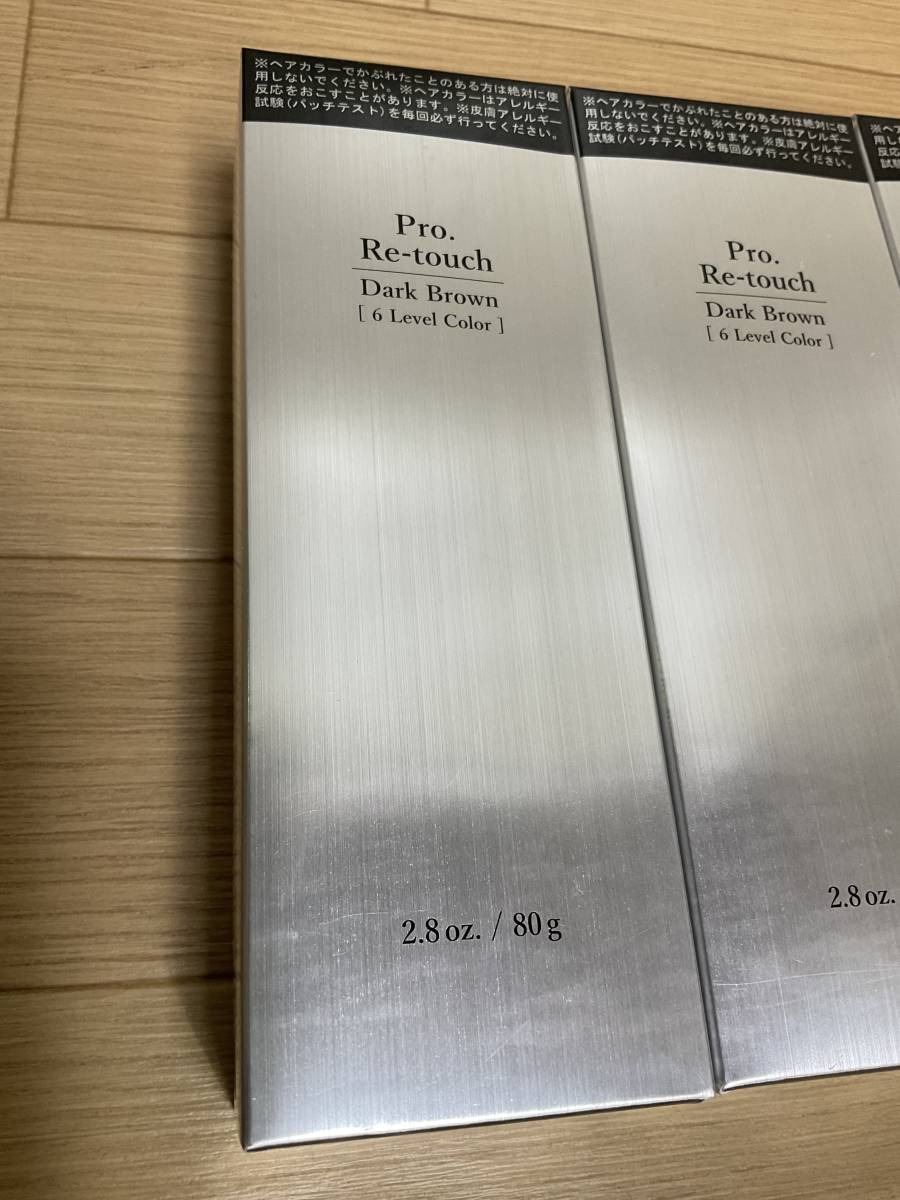 ※ヘアカラーでかぶれたことのある方は絶対に使
用しないでください。※ヘアカラーはアレルギー
反応をおこすことがあります。※皮膚アレルギー
試験(パッチテスト)を毎回必ず行ってください。
Pro.
Re-touch
Dark Brown
[ 6 Level Color ]
2.8 oz. / 80 g
※ヘアカラーでかぶれたことのある方は絶対に使
用しないでください。※ヘアカラーはアレルギー
反応をおこすことがあります。※皮膚アレルギー
試験(パッチテスト)を毎回必ず行ってください。
Pro.
Re-touch
Dark Brown
[ 6 Level Color ]
2.8 oz.
※ヘ
用し
反応
試験